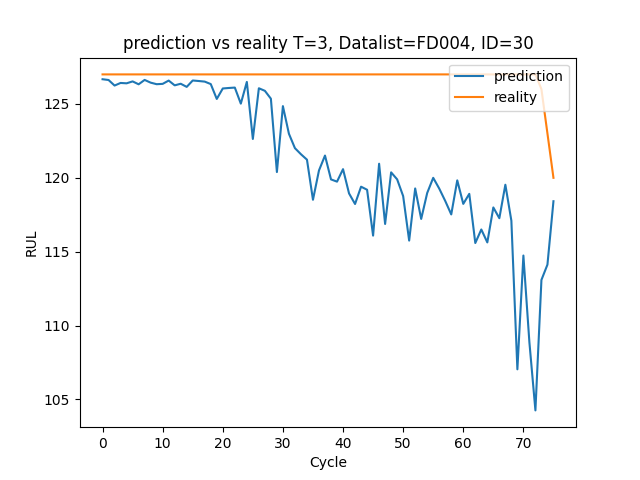 prediction vs reality T=3, Datalist=FD004, ID=30
prediction
reality
125
120
115
110
105
RUL
0 10 20 30 40 50 60 70
Cycle